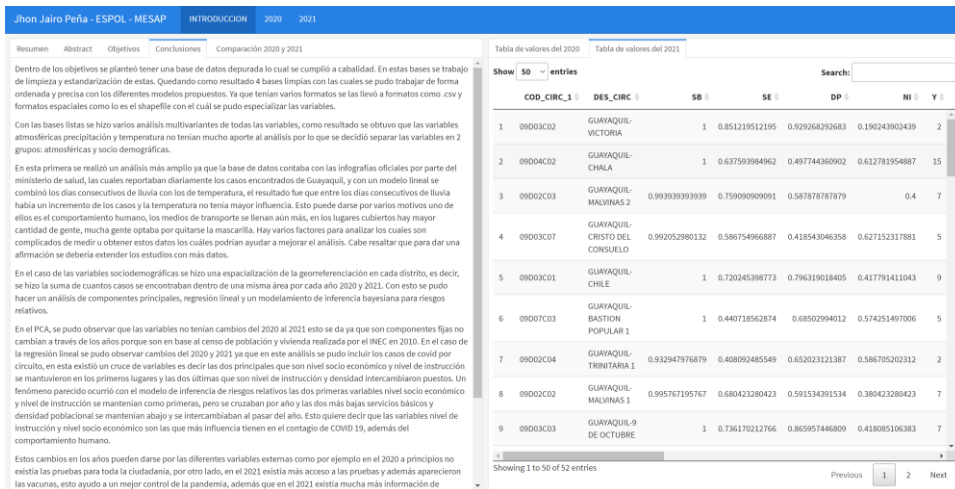 Jhon Jairo Peña - ESPOL - MESAP INTRODUCCION 2020 2021
Resumen Abstract Objetivos Conclusiones Comparación 2020 y 2021
Dentro de los objetivos se planteó tener una base de datos depurada lo cual se cumplió a cabalidad. En estas bases se trabajo
de limpieza y estandarización de estas. Quedando como resultado 4 bases limpias con las cuales se pudo trabajar de forma
ordenada y precisa con los diferentes modelos propuestos. Ya que tenían varios formatos se las llevó a formatos como .csv y
formatos espaciales como lo es el shapefile con el cuál se pudo especializar las variables.
Con las bases listas se hizo varios análisis multivariantes de todas las variables, como resultado se obtuvo que las variables
atmosféricas precipitación y temperatura no tenían mucho aporte al análisis por lo que se decidió separar las variables en 2
grupos: atmosféricas y socio demográficas.
En esta primera se realizó un análisis más amplio ya que la base de datos contaba con las infografías oficiales por parte del
ministerio de salud, las cuales reportaban diariamente los casos encontrados de Guayaquil, y con un modelo lineal se
combinó los días consecutivos de lluvia con los de temperatura, el resultado fue que entre los días consecutivos de lluvia
había un incremento de los casos y la temperatura no tenía mayor influencia. Esto puede darse por varios motivos uno de
ellos es el comportamiento humano, los medios de transporte se llenan aún más, en los lugares cubiertos hay mayor
cantidad de gente, mucha gente optaba por quitarse la mascarilla. Hay varios factores para analizar los cuales son
complicados de medir u obtener estos datos los cuáles podrían ayudar a mejorar el análisis. Cabe resaltar que para dar una
afirmación se debería extender los estudios con más datos.
En el caso de las variables sociodemográficas se hizo una espacialización de la georreferenciación en cada distrito, es decir,
se hizo la suma de cuantos casos se encontraban dentro de una misma área por cada año 2020 y 2021. Con esto se pudo
hacer un análisis de componentes principales, regresión lineal y un modelamiento de inferencia bayesiana para riesgos
relativos.
En el PCA, se pudo observar que las variables no tenían cambios del 2020 al 2021 esto se da ya que son componentes fijas no
cambian a través de los años porque son en base al censo de población y vivienda realizada por el INEC en 2010. En el caso de
la regresión lineal se pudo observar cambios del 2020 y 2021 ya que en este análisis se pudo incluir los casos de covid por
circuito, en esta existió un cruce de variables es decir las dos principales que son nivel socio económico y nivel de instrucción
se mantuvieron en los primeros lugares y las dos últimas que son nivel de instrucción y densidad intercambiaron puestos. Un
fenómeno parecido ocurrió con el modelo de inferencia de riesgos relativos las dos primeras variables nivel socio económico
y nivel de instrucción se mantenían como primeras, pero se cruzaban por año y las dos más bajas servicios básicos y
densidad poblacional se mantenían abajo y se intercambiaban al pasar del año. Esto quiere decir que las variables nivel de
instrucción y nivel socio económico son las que más influencia tienen en el contagio de COVID 19, además del
comportamiento humano.
Estos cambios en los años pueden darse por las diferentes variables externas como por ejemplo en el 2020 a principios no
existía las pruebas para toda la ciudadanía, por otro lado, en el 2021 existía más acceso a las pruebas y además aparecieron
las vacunas, esto ayudo a un mejor control de la pandemia, además que en el 2021 existía mucha más información de
Tabla de valores del 2020 Tabla de valores del 2021
Show 50 entries Search:
COD_CIRC_1 DES_CIRC SB SE DP NI Y
1 09D03C02 GUAYAQUIL-VICTORIA 1 0.851219512195 0.929268292683 0.190243902439 2
2 09D04C02 GUAYAQUIL-CHALA 1 0.637593984962 0.497744360902 0.612781954887 15
3 09D02C03 GUAYAQUIL-MALVINAS 2 0.993939393939 0.759090909091 0.587878787879 0.4 7
4 09D03C07 GUAYAQUIL-CRISTO DEL CONSUELO 0.992052980132 0.586754966887 0.418543046358 0.627152317881 5
5 09D03C01 GUAYAQUIL-CHILE 1 0.720245398773 0.796319018405 0.417791411043 9
6 09D07C03 GUAYAQUIL-BASTION POPULAR 1 1 0.440718562874 0.68502994012 0.574251497006 5
7 09D02C04 GUAYAQUIL-TRINITARIA 1 0.932947976879 0.408092485549 0.652023121387 0.586705202312 2
8 09D02C02 GUAYAQUIL-MALVINAS 1 0.995767195767 0.680423280423 0.591534391534 0.380423280423 7
9 09D03C03 GUAYAQUIL-9 DE OCTUBRE 1 0.736170212766 0.865957446809 0.418085106383 7
Showing 1 to 50 of 52 entries
Previous 1 2 Next